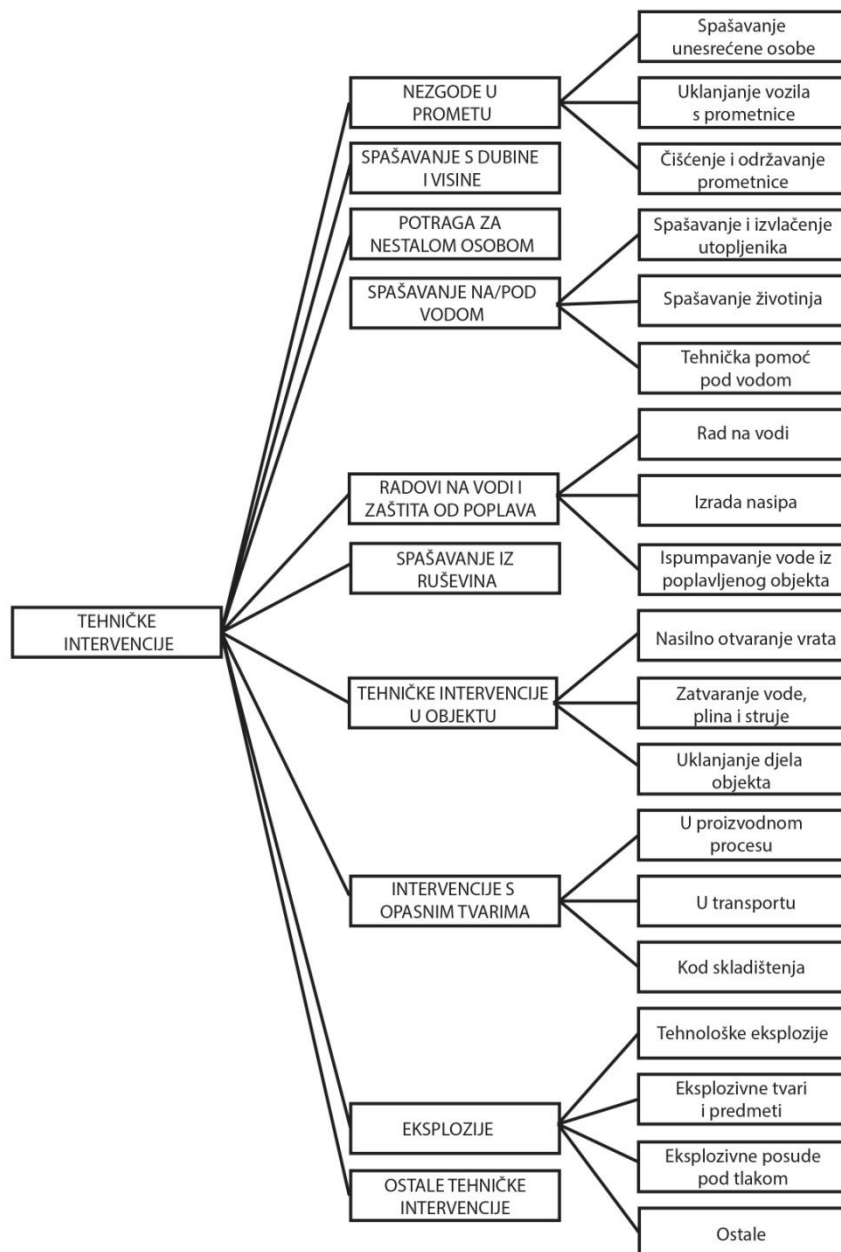 TEHNIČKE
INTERVENCIJE
NEZGODE U
PROMETU
Spašavanje
unesrećene osobe
Uklanjanje vozila
s prometnice
Čišćenje i održavanje
prometnice
SPAŠAVANJE S DUBINE
I VISINE
POTRAGA ZA
NESTALOM OSOBOM
SPAŠAVANJE NA/POD
VODOM
Spašavanje i izvlačenje
utopljenika
Spašavanje životinja
Tehnička pomoć
pod vodom
RADOVI NA VODI I
ZAŠTITA OD POPLAVA
Rad na vodi
Izrada nasipa
Ispumpavanje vode iz
poplavljenog objekta
SPAŠAVANJE IZ
RUŠEVINA
TEHNIČKE INTERVENCIJE
U OBJEKTU
Nasilno otvaranje vrata
Zatvaranje vode,
plina i struje
Uklanjanje djela
objekta
INTERVENCIJE S
OPASNIM TVARIMA
U proizvodnom
procesu
U transportu
Kod skladištenja
EKSPLOZIJE
Tehnološke eksplozije
Eksplozivne tvari
i predmeti
Eksplozivne posude
pod tlakom
Ostale
OSTALE TEHNIČKE
INTERVENCIJE